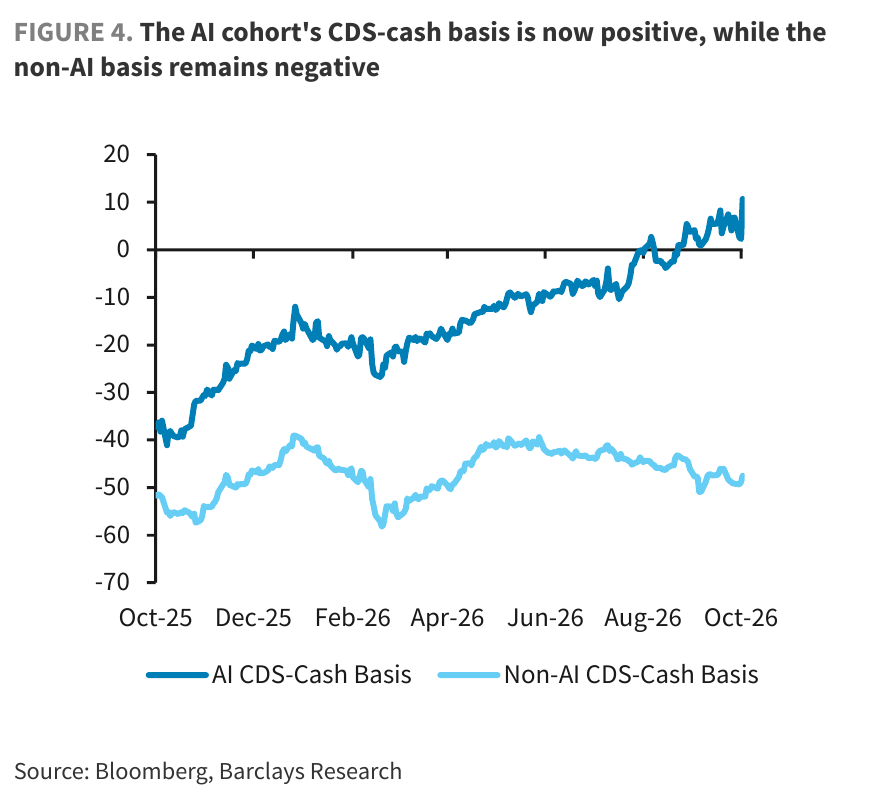 FIGURE 4. The AI cohort's CDS-cash basis is now positive, while the
non-AI basis remains negative
20
10
0
-10
-20
-30
-40
-50
-60
-70
Oct-25 Dec-25 Feb-26 Apr-26 Jun-26 Aug-26 Oct-26
AI CDS-Cash Basis Non-AI CDS-Cash Basis
Source: Bloomberg, Barclays Research